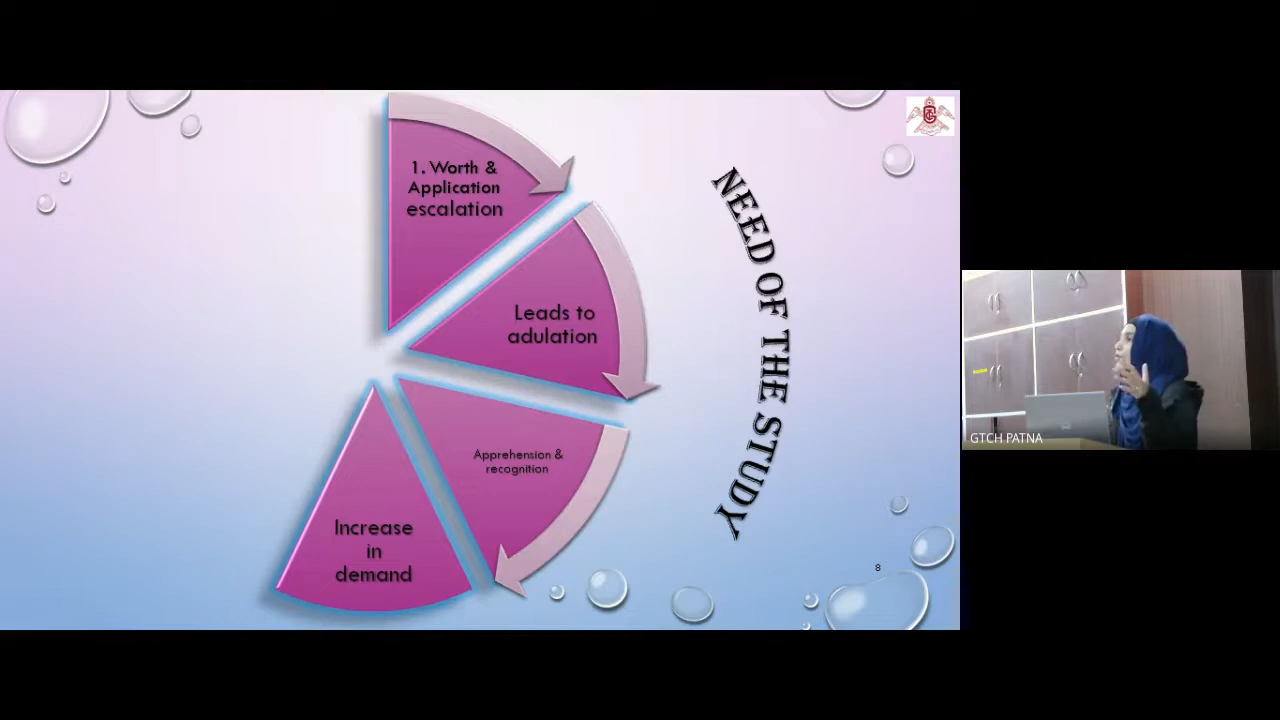 1. Worth &
Application
escalation
Leads to
adulation
Apprehension &
recognition
Increase
in
demand
NEED OF THE STUDY
8
GTCH PATNA